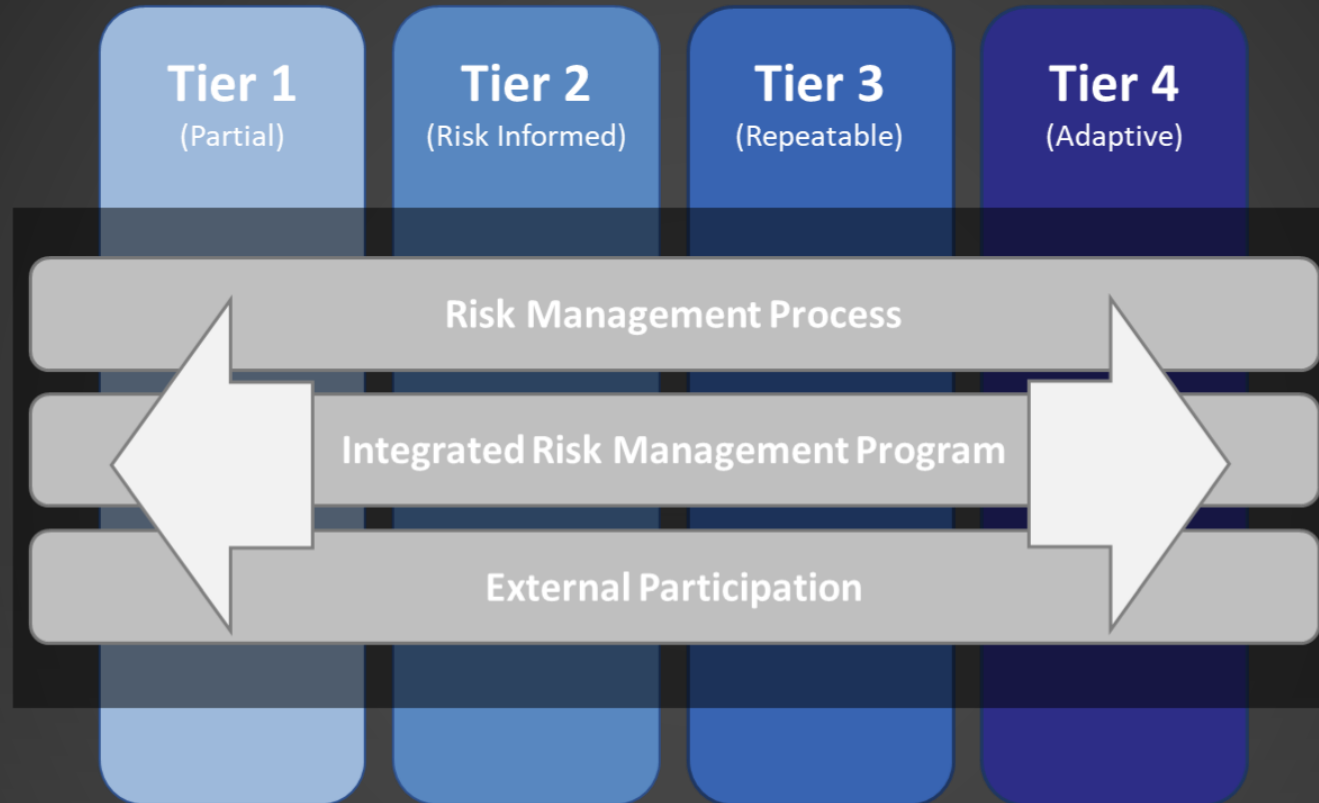 Tier 1
(Partial)
Tier 2
(Risk Informed)
Tier 3
(Repeatable)
Tier 4
(Adaptive)
Risk Management Process
Integrated Risk Management Program
External Participation